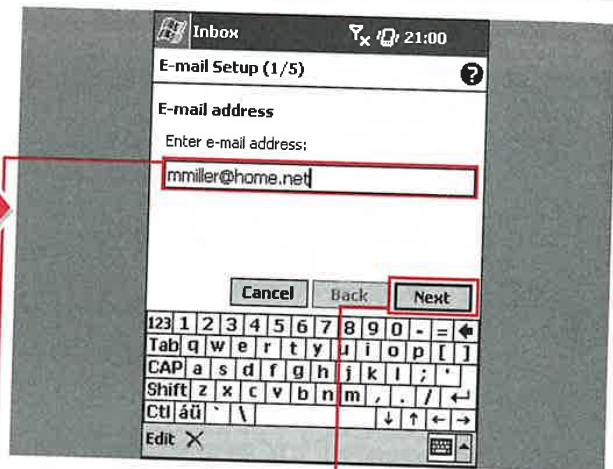 Inbox 21:00
E-mail Setup (1/5) ?
E-mail address
Enter e-mail address:
mmiller@home.net
Cancel Back Next
123 1 2 3 4 5 6 7 8 9 0 - =
Tab q w e r t y u i o p [ ]
CAP a s d f g h j k l ; '
Shift z x c v b n m , . /
Ctl áü ` \
Edit